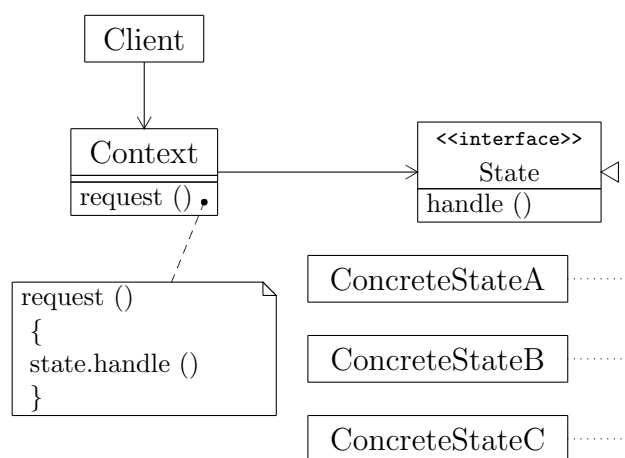 Client
Context
request ()
<<interface>>
State
handle ()
request ()
{
state.handle ()
}
ConcreteStateA
ConcreteStateB
ConcreteStateC